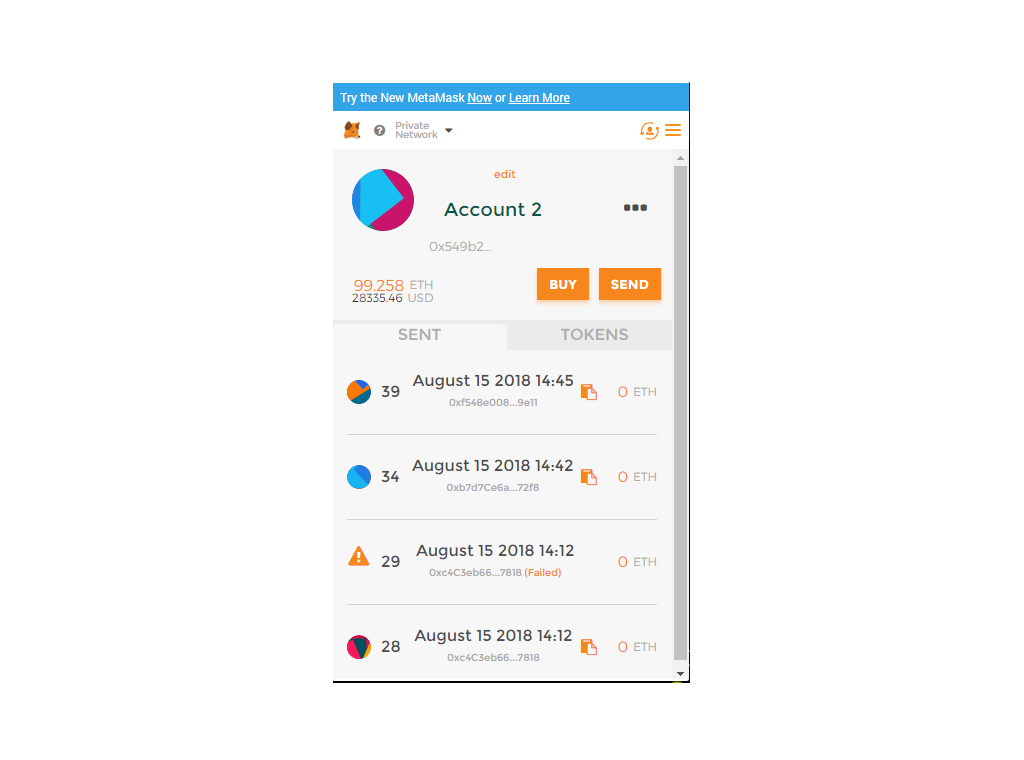 Try the New MetaMask Now or Learn More
?
Private
Network
edit
Account 2
0x549b2...
99.258 ETH
28335.46 USD
BUY
SEND
SENT
TOKENS
39
August 15 2018 14:45
0xf548e008...9e11
0 ETH
34
August 15 2018 14:42
0xb7d7Ce6a...72f8
0 ETH
29
August 15 2018 14:12
0xc4C3eb66...7818 (Failed)
0 ETH
28
August 15 2018 14:12
0xc4C3eb66...7818
0 ETH